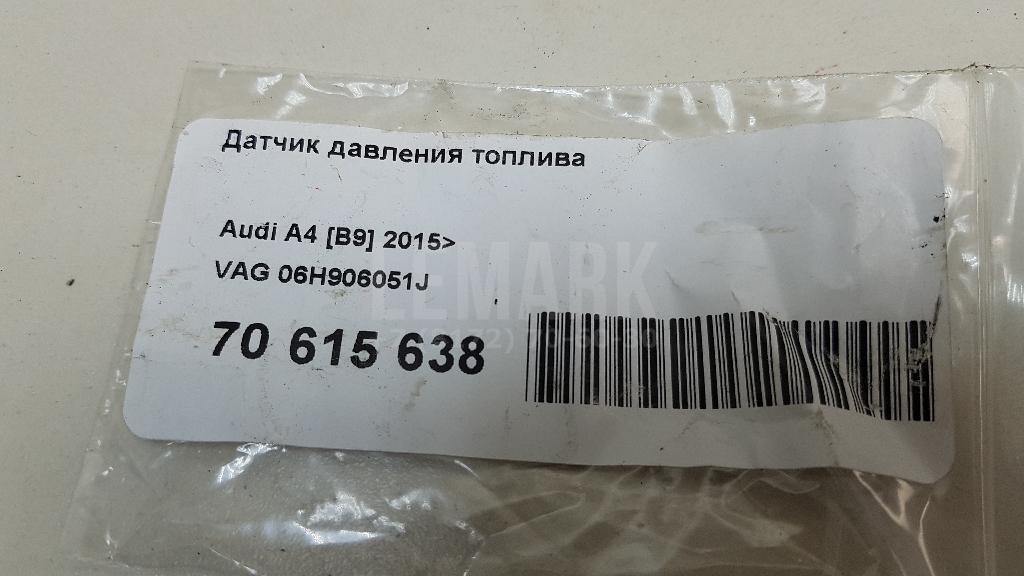 Датчик давления топлива
Audi A4 [B9] 2015>
VAG 06H906051J
LEMARK
70 615 638